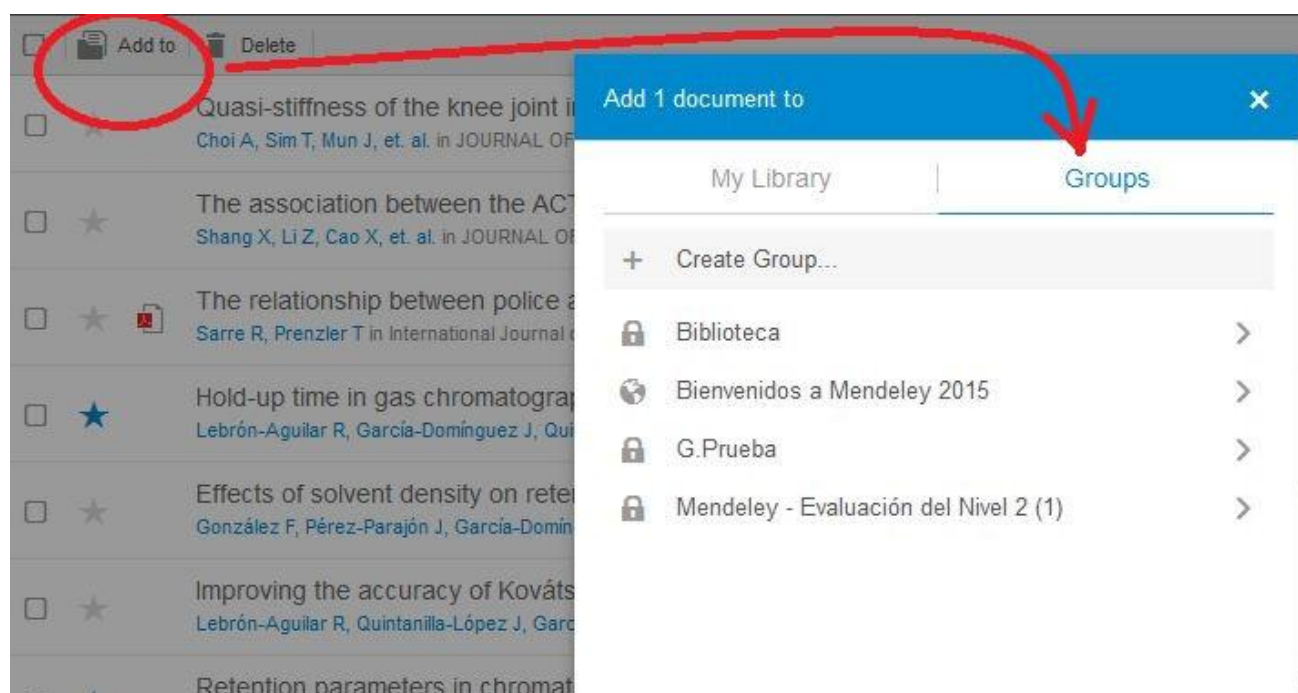 Add to Delete
Quasi-stiffness of the knee joint i
Choi A, Sim T, Mun J, et. al. in JOURNAL OF
The association between the ACT
Shang X, Li Z, Cao X, et. al. in JOURNAL OF
The relationship between police a
Sarre R, Prenzler T in International Journal o
Hold-up time in gas chromatograp
Lebrón-Aguilar R, García-Domínguez J, Qui
Effects of solvent density on reten
González F, Pérez-Parajón J, García-Domín
Improving the accuracy of Kováts
Lebrón-Aguilar R, Quintanilla-López J, Garc
Retention parameters in chromat
Add 1 document to
My Library Groups
Create Group...
Biblioteca
Bienvenidos a Mendeley 2015
G.Prueba
Mendeley - Evaluación del Nivel 2 (1)